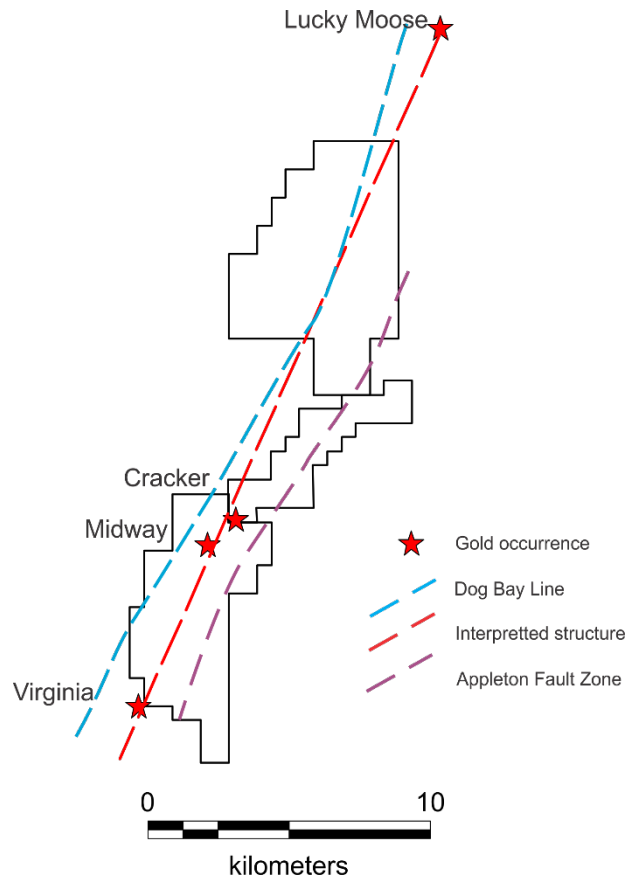 Lucky Moose
Cracker
Midway
Gold occurrence
Dog Bay Line
Interpretted structure
Virginia
Appleton Fault Zone
0 10
kilometers